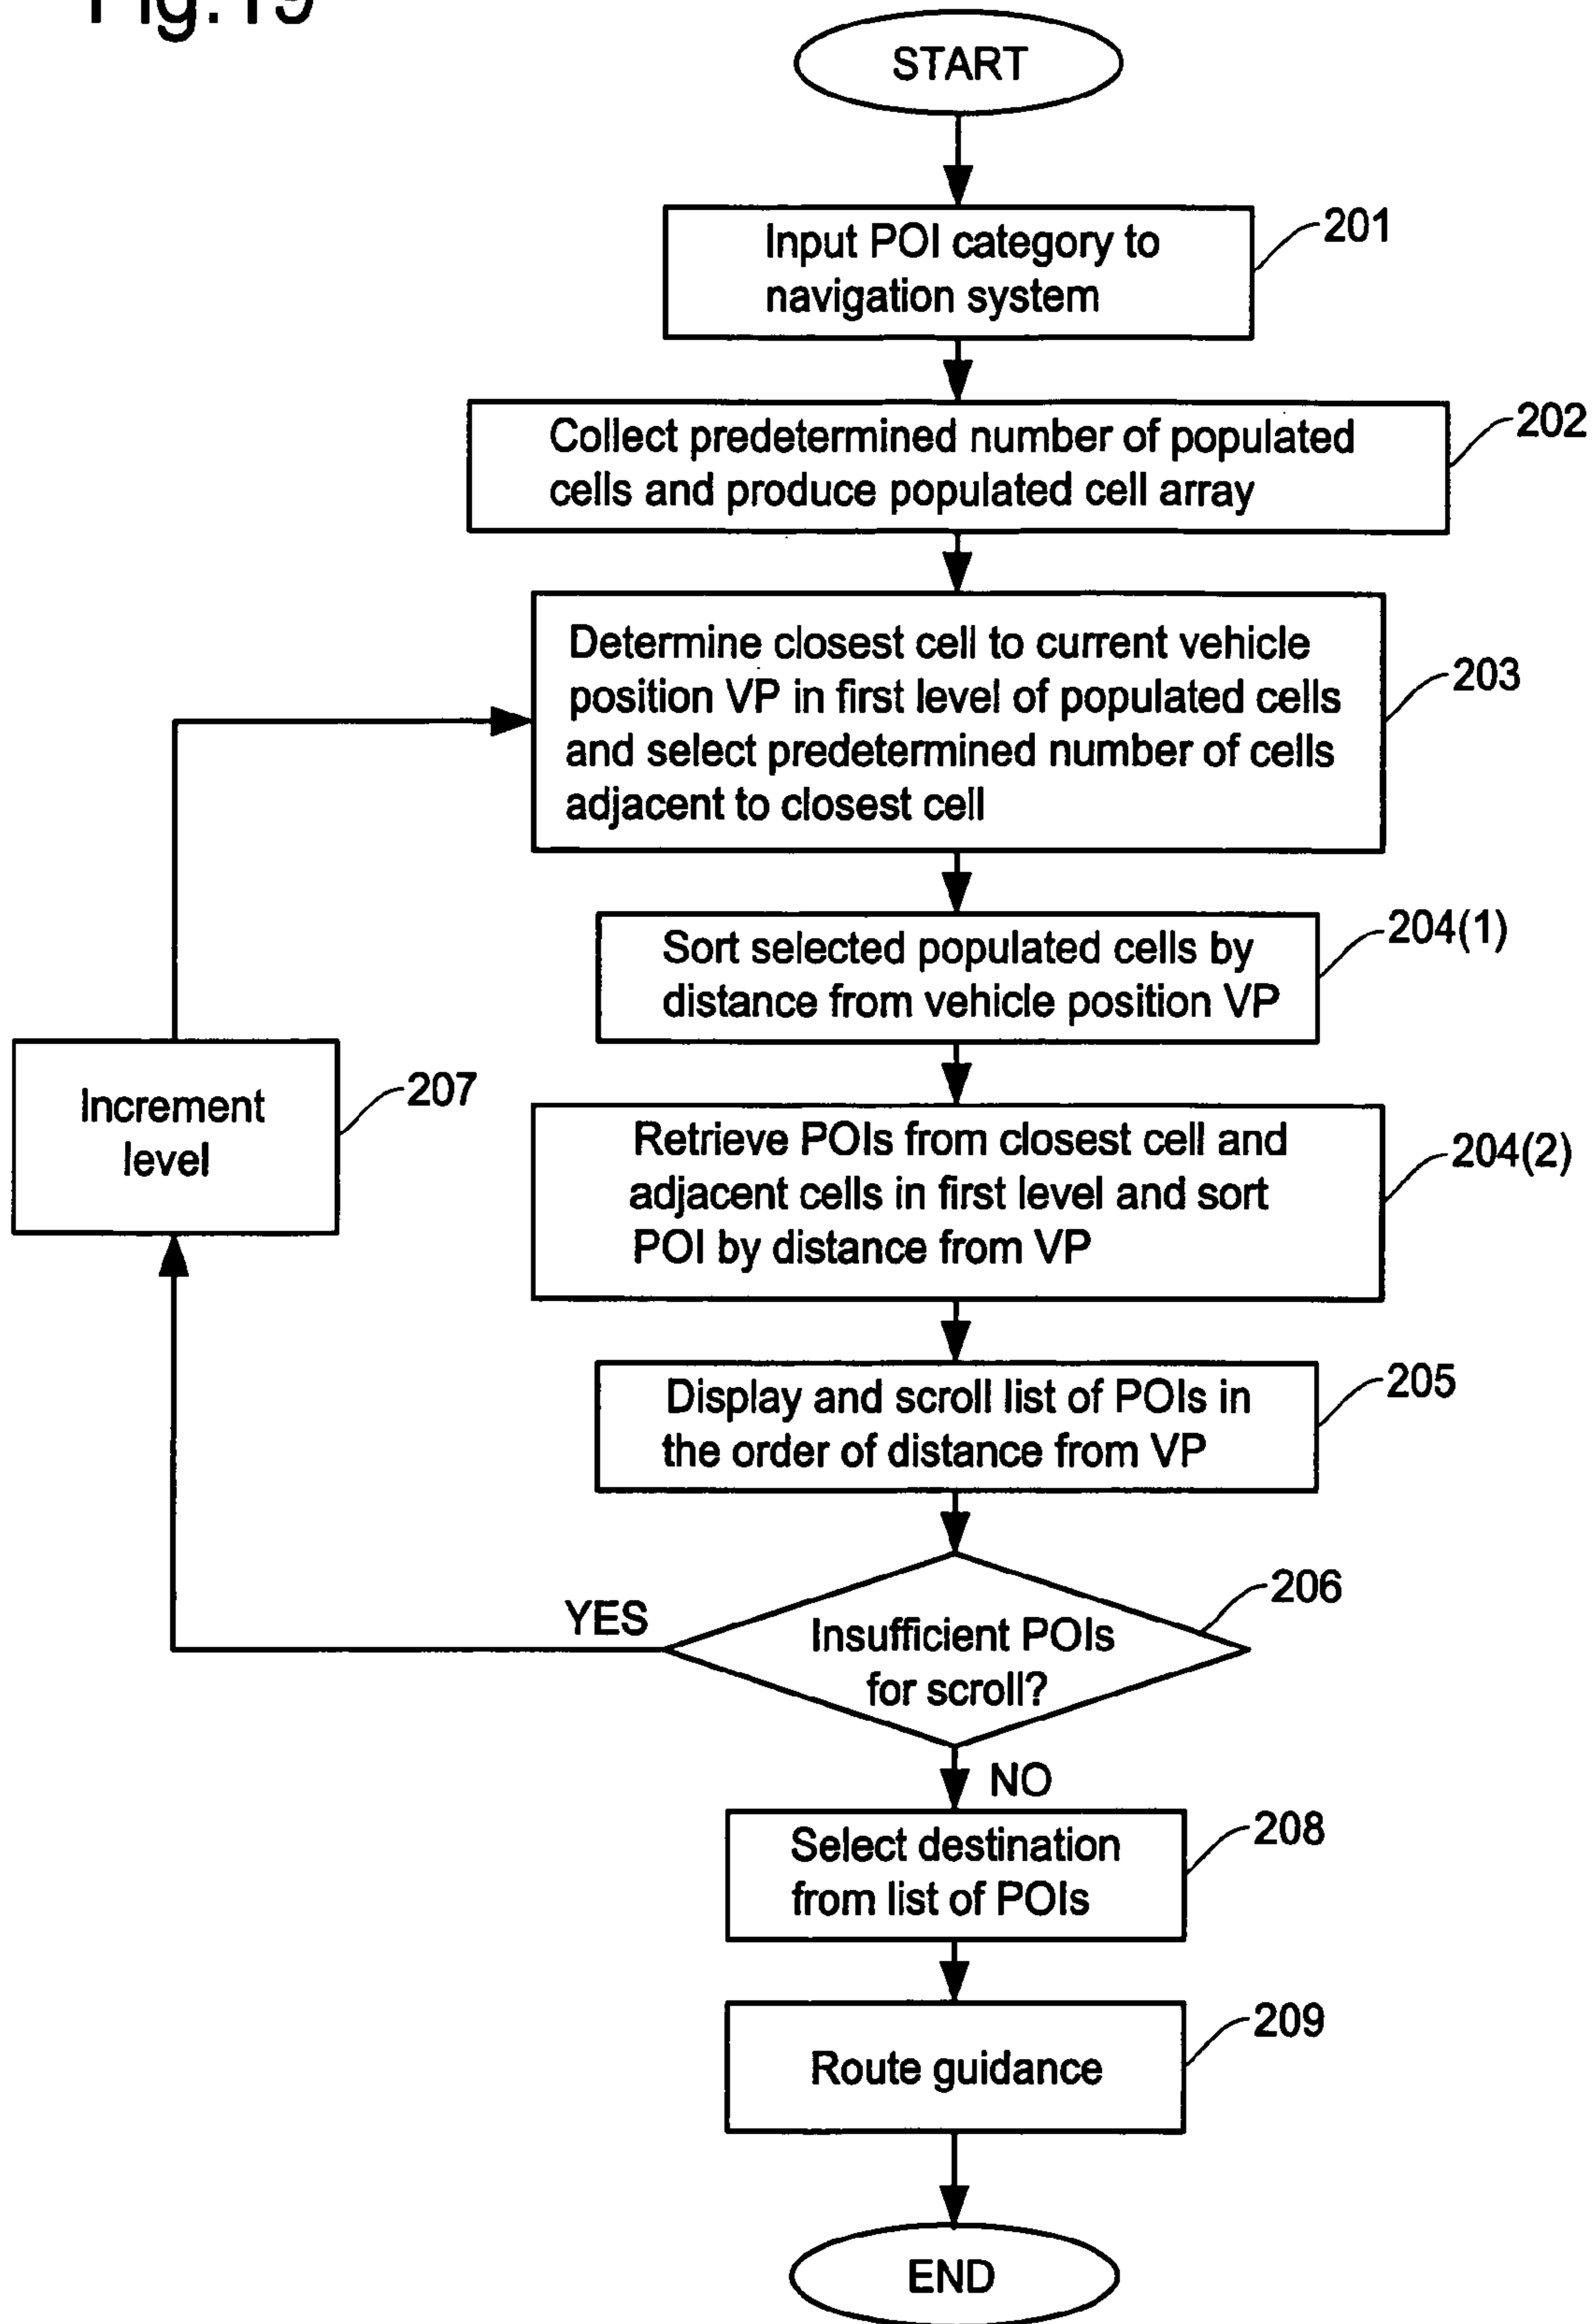 Fig.19
START
Input POI category to
navigation system
201
Collect predetermined number of populated
cells and produce populated cell array
202
Determine closest cell to current vehicle
position VP in first level of populated cells
and select predetermined number of cells
adjacent to closest cell
203
Sort selected populated cells by
distance from vehicle position VP
204(1)
Increment
level
207
Retrieve POIs from closest cell and
adjacent cells in first level and sort
POI by distance from VP
204(2)
Display and scroll list of POIs in
the order of distance from VP
205
YES
Insufficient POIs
for scroll?
206
NO
Select destination
from list of POIs
208
Route guidance
209
END